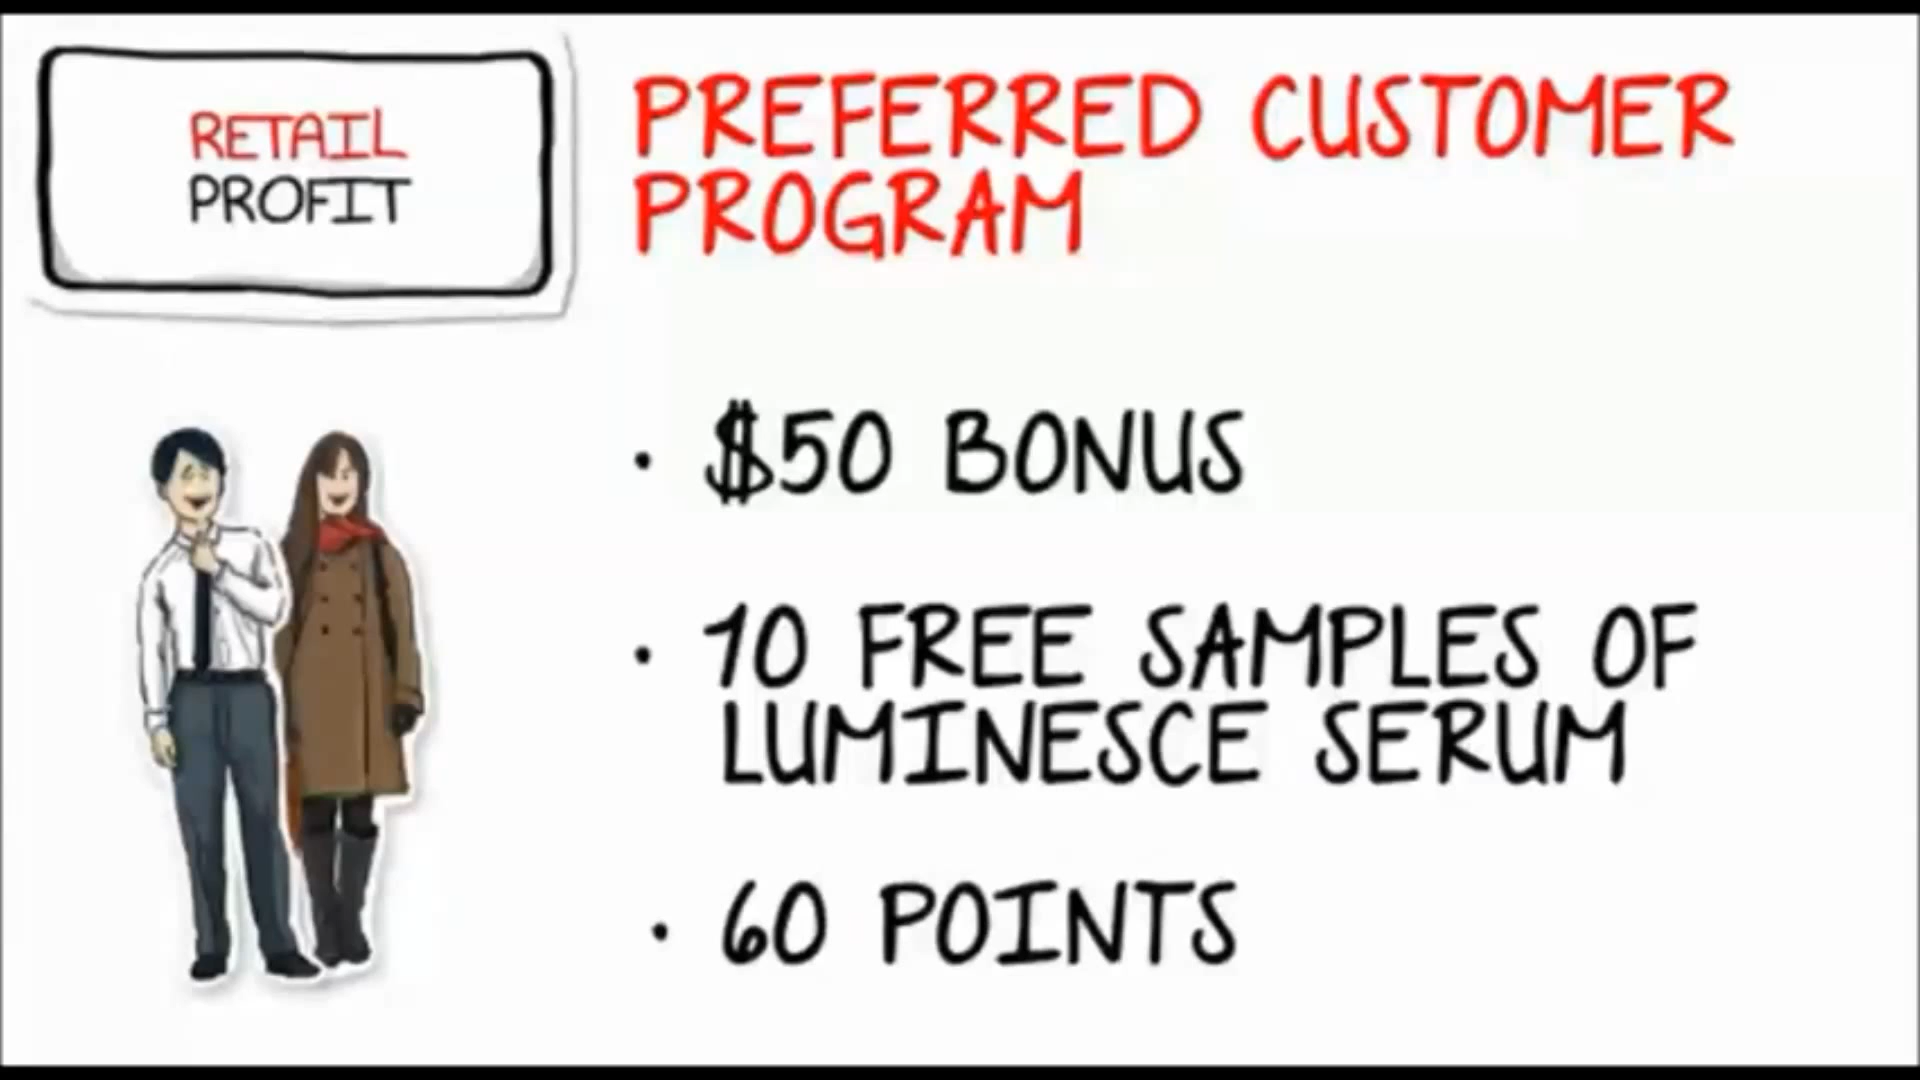 RETAIL
PROFIT
PREFERRED CUSTOMER
PROGRAM
· $50 BONUS
· 10 FREE SAMPLES OF
LUMINESCE SERUM
· 60 POINTS